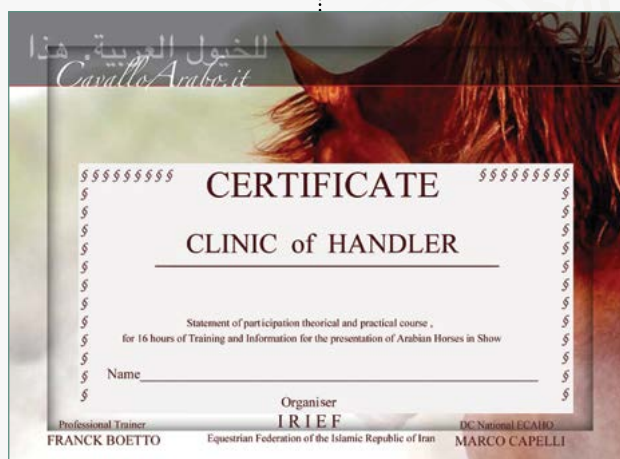 للخيول العربية. هذا
CavalloArabo.it
§§§§§§§§§ CERTIFICATE §§§§§§§§§
CLINIC of HANDLER
Statement of participation theorical and practical course ,
for 16 hours of Training and Information for the presentation of Arabian Horses in Show
Name
Organiser
IRIEF
Equestrian Federation of the Islamic Republic of Iran
Professional Trainer
FRANCK BOETTO
DC National ECAHO
MARCO CAPELLI